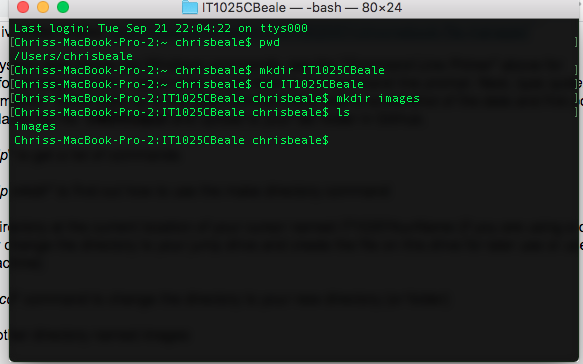 IT1025CBeale — -bash — 80×24
Last login: Tue Sep 21 22:04:22 on ttys000
[Chriss-MacBook-Pro-2:~ chrisbeale$ pwd ]
/Users/chrisbeale
[Chriss-MacBook-Pro-2:~ chrisbeale$ mkdir IT1025CBeale ]
[Chriss-MacBook-Pro-2:~ chrisbeale$ cd IT1025CBeale ]
[Chriss-MacBook-Pro-2:IT1025CBeale chrisbeale$ mkdir images ]
[Chriss-MacBook-Pro-2:IT1025CBeale chrisbeale$ ls ]
images
Chriss-MacBook-Pro-2:IT1025CBeale chrisbeale$